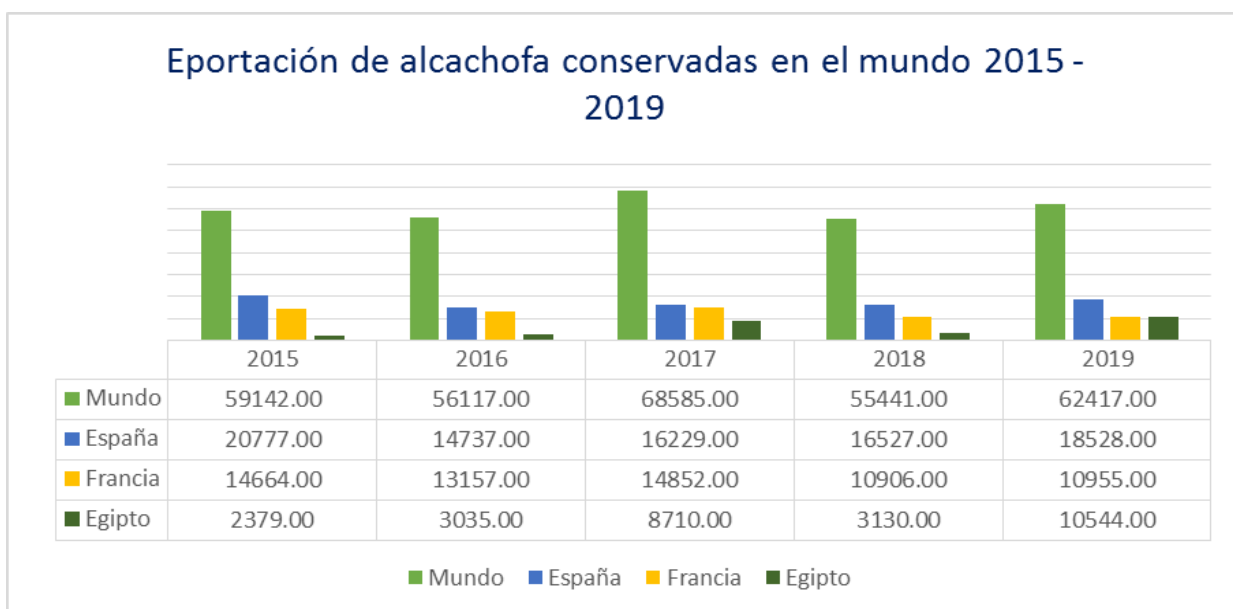 Eportación de alcachofa conservadas en el mundo 2015 -
2019
2015 2016 2017 2018 2019
Mundo 59142.00 56117.00 68585.00 55441.00 62417.00
España 20777.00 14737.00 16229.00 16527.00 18528.00
Francia 14664.00 13157.00 14852.00 10906.00 10955.00
Egipto 2379.00 3035.00 8710.00 3130.00 10544.00
Mundo España Francia Egipto